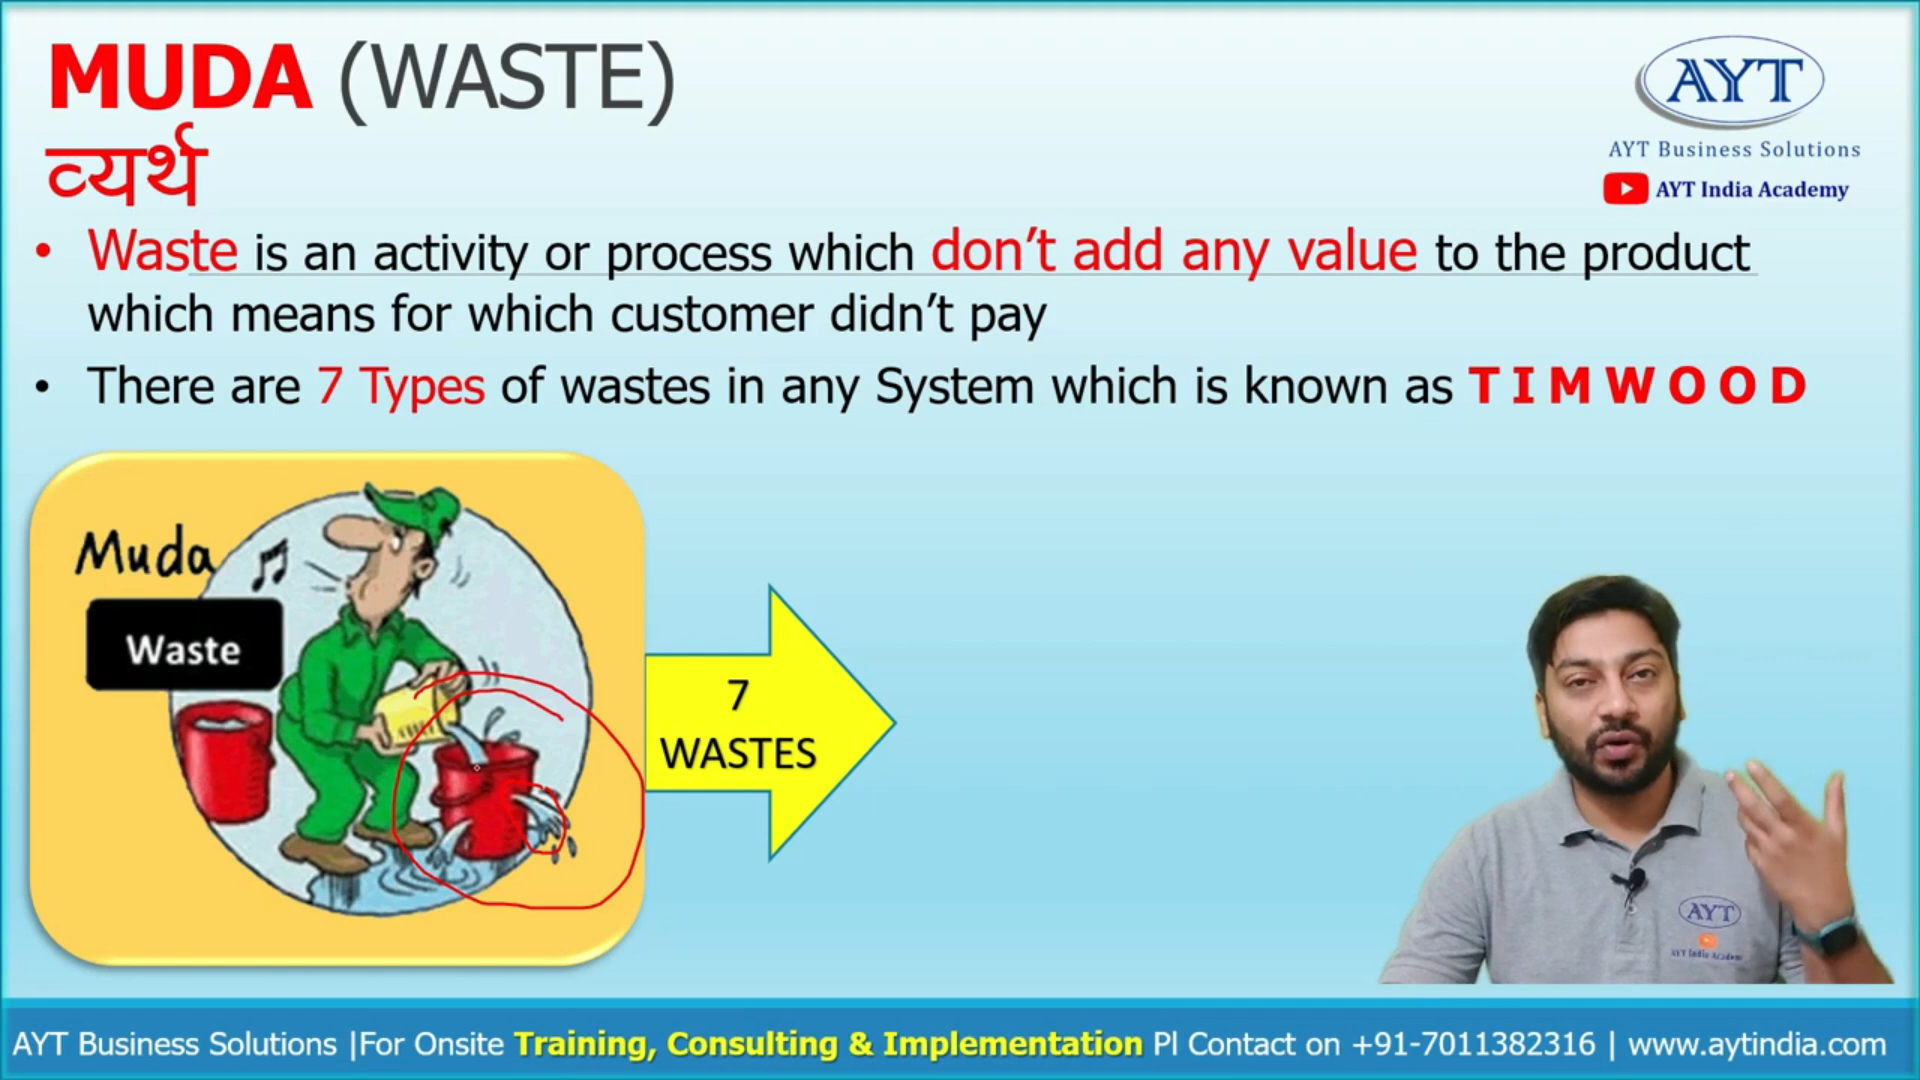 MUDA (WASTE)
व्यर्थ
AYT
AYT Business Solutions
AYT India Academy
• Waste is an activity or process which don't add any value to the product
which means for which customer didn't pay
• There are 7 Types of wastes in any System which is known as T I M W O O D
Muda
Waste
7
WASTES
AYT
AYT India Academy
AYT Business Solutions |For Onsite Training, Consulting & Implementation Pl Contact on +91-7011382316 | www.aytindia.com